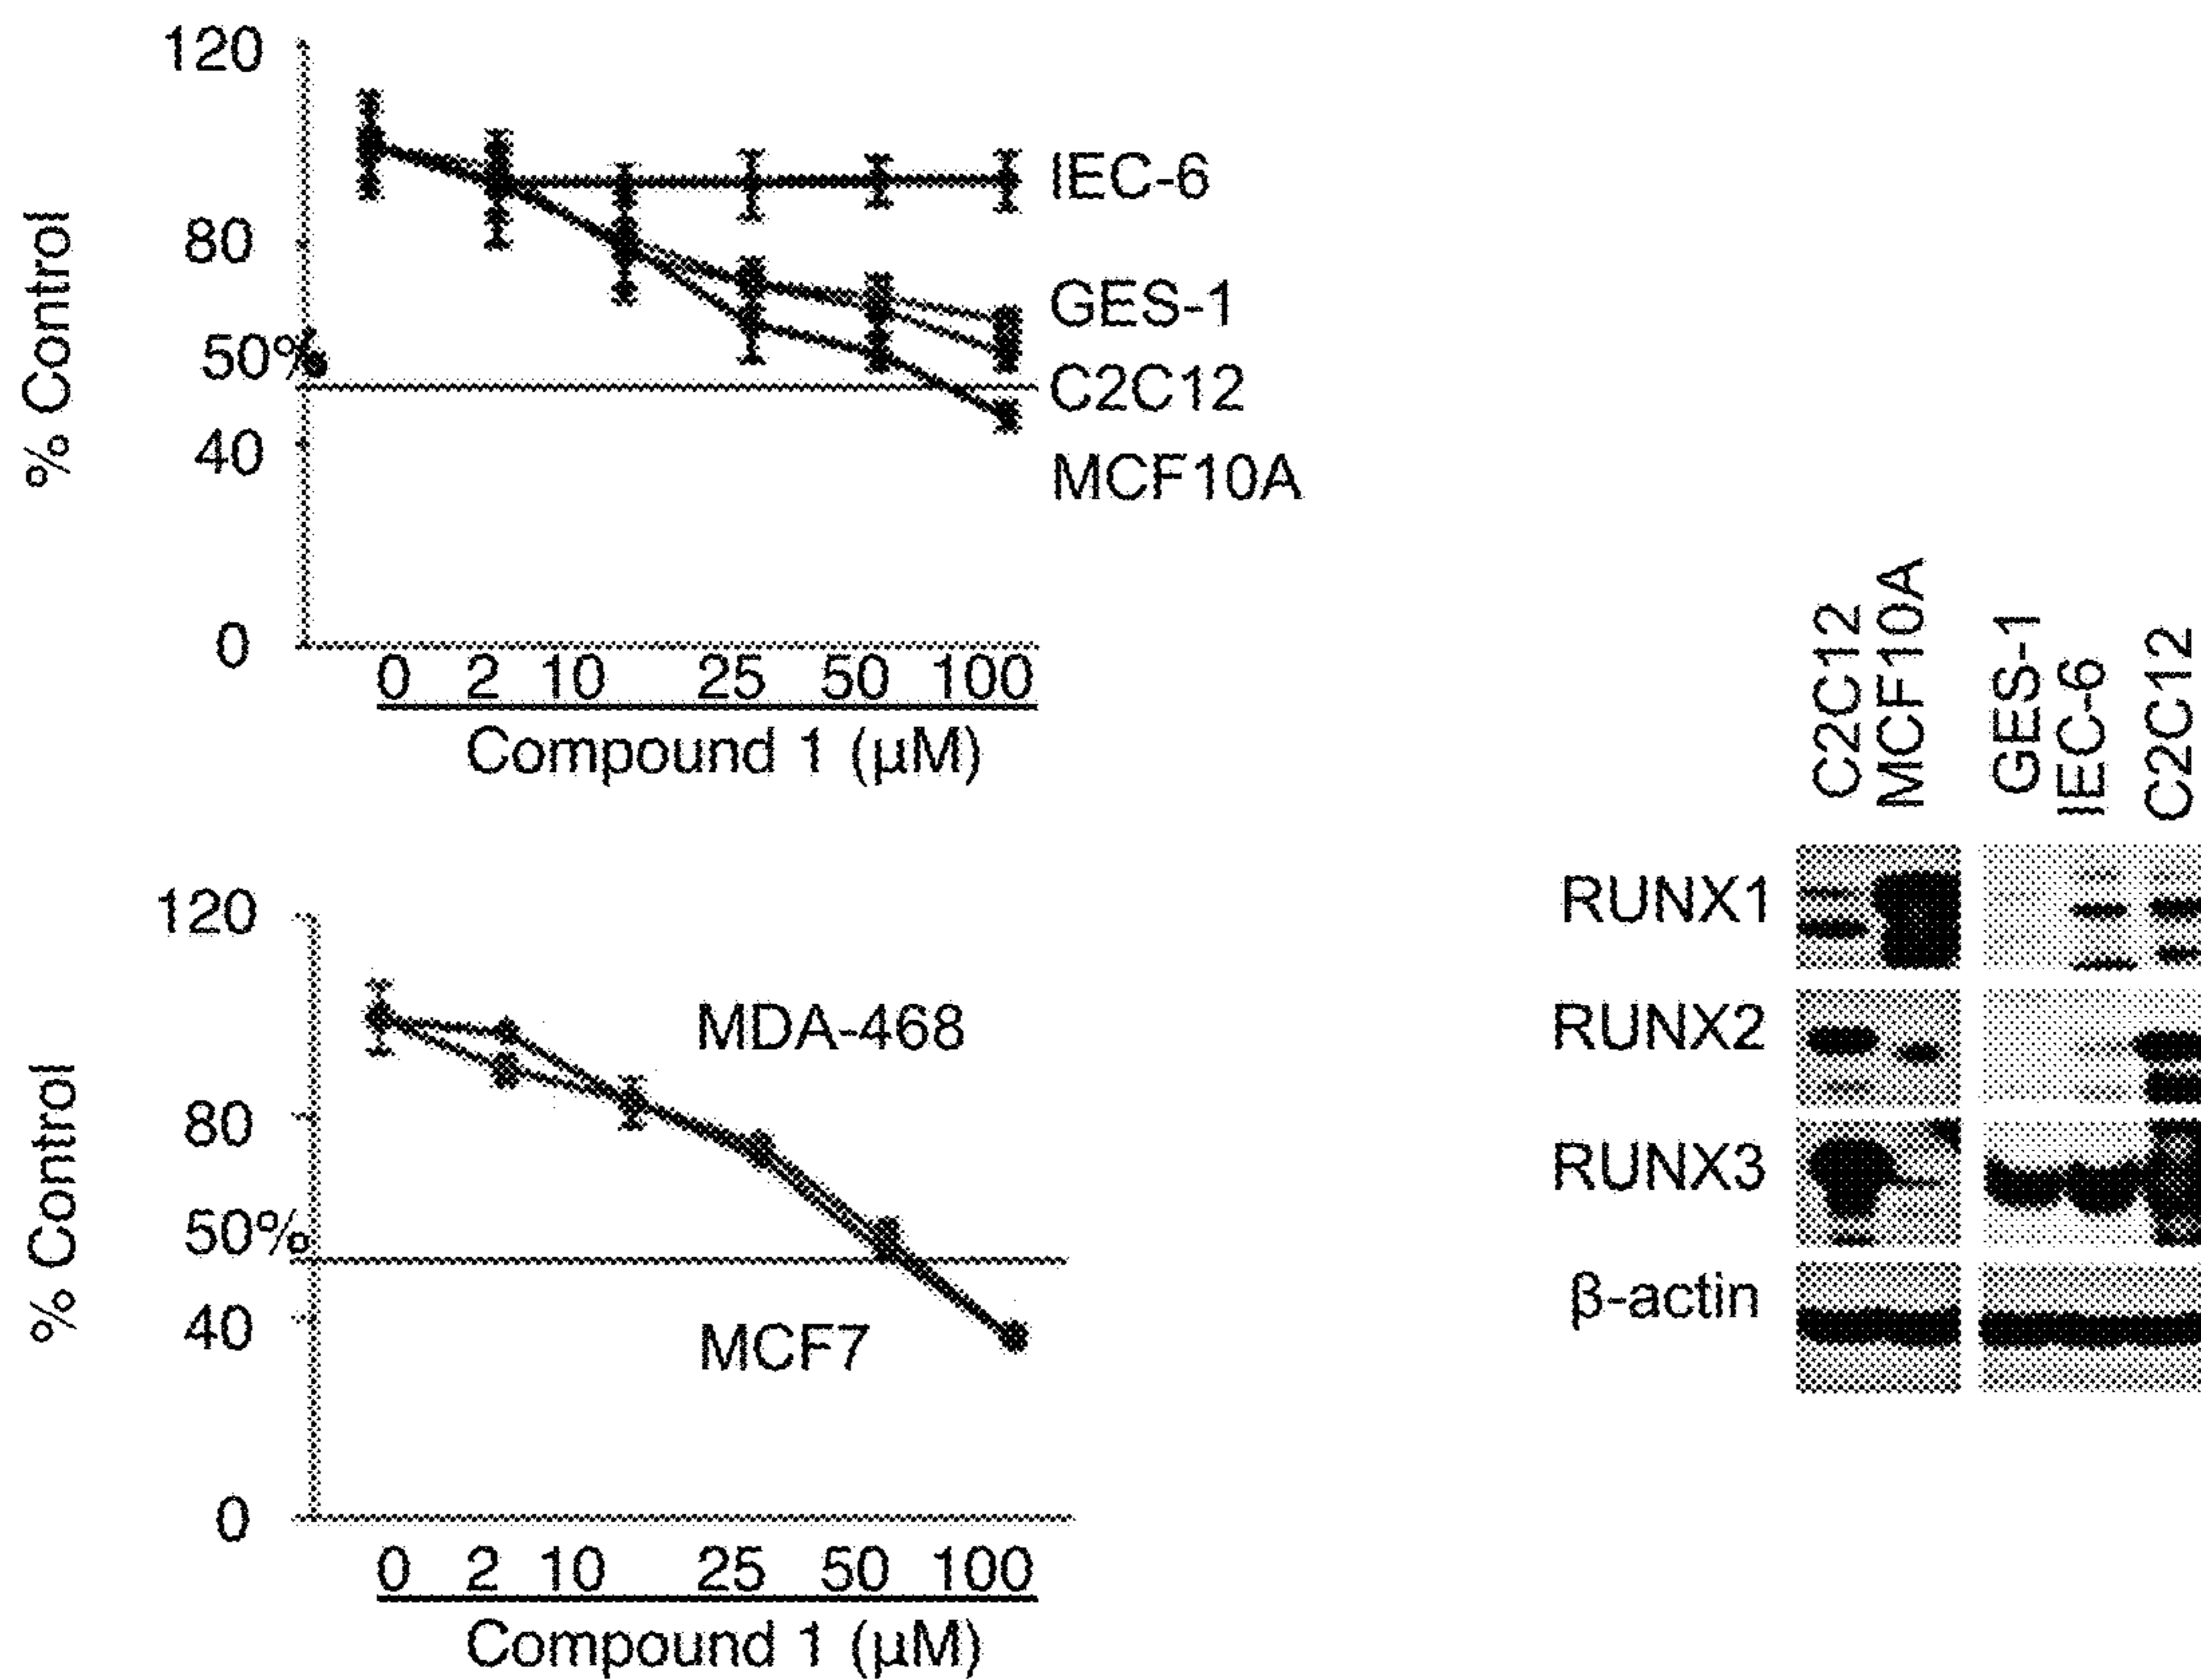 120
80
50%
40
0
% Control
IEC-6
GES-1
C2C12
MCF10A
0 2 10 25 50 100
Compound 1 (µM)
120
80
50%
40
0
% Control
MDA-468
MCF7
0 2 10 25 50 100
Compound 1 (µM)
C2C12
MCF10A
GES-1
IEC-6
C2C12
RUNX1
RUNX2
RUNX3
β-actin